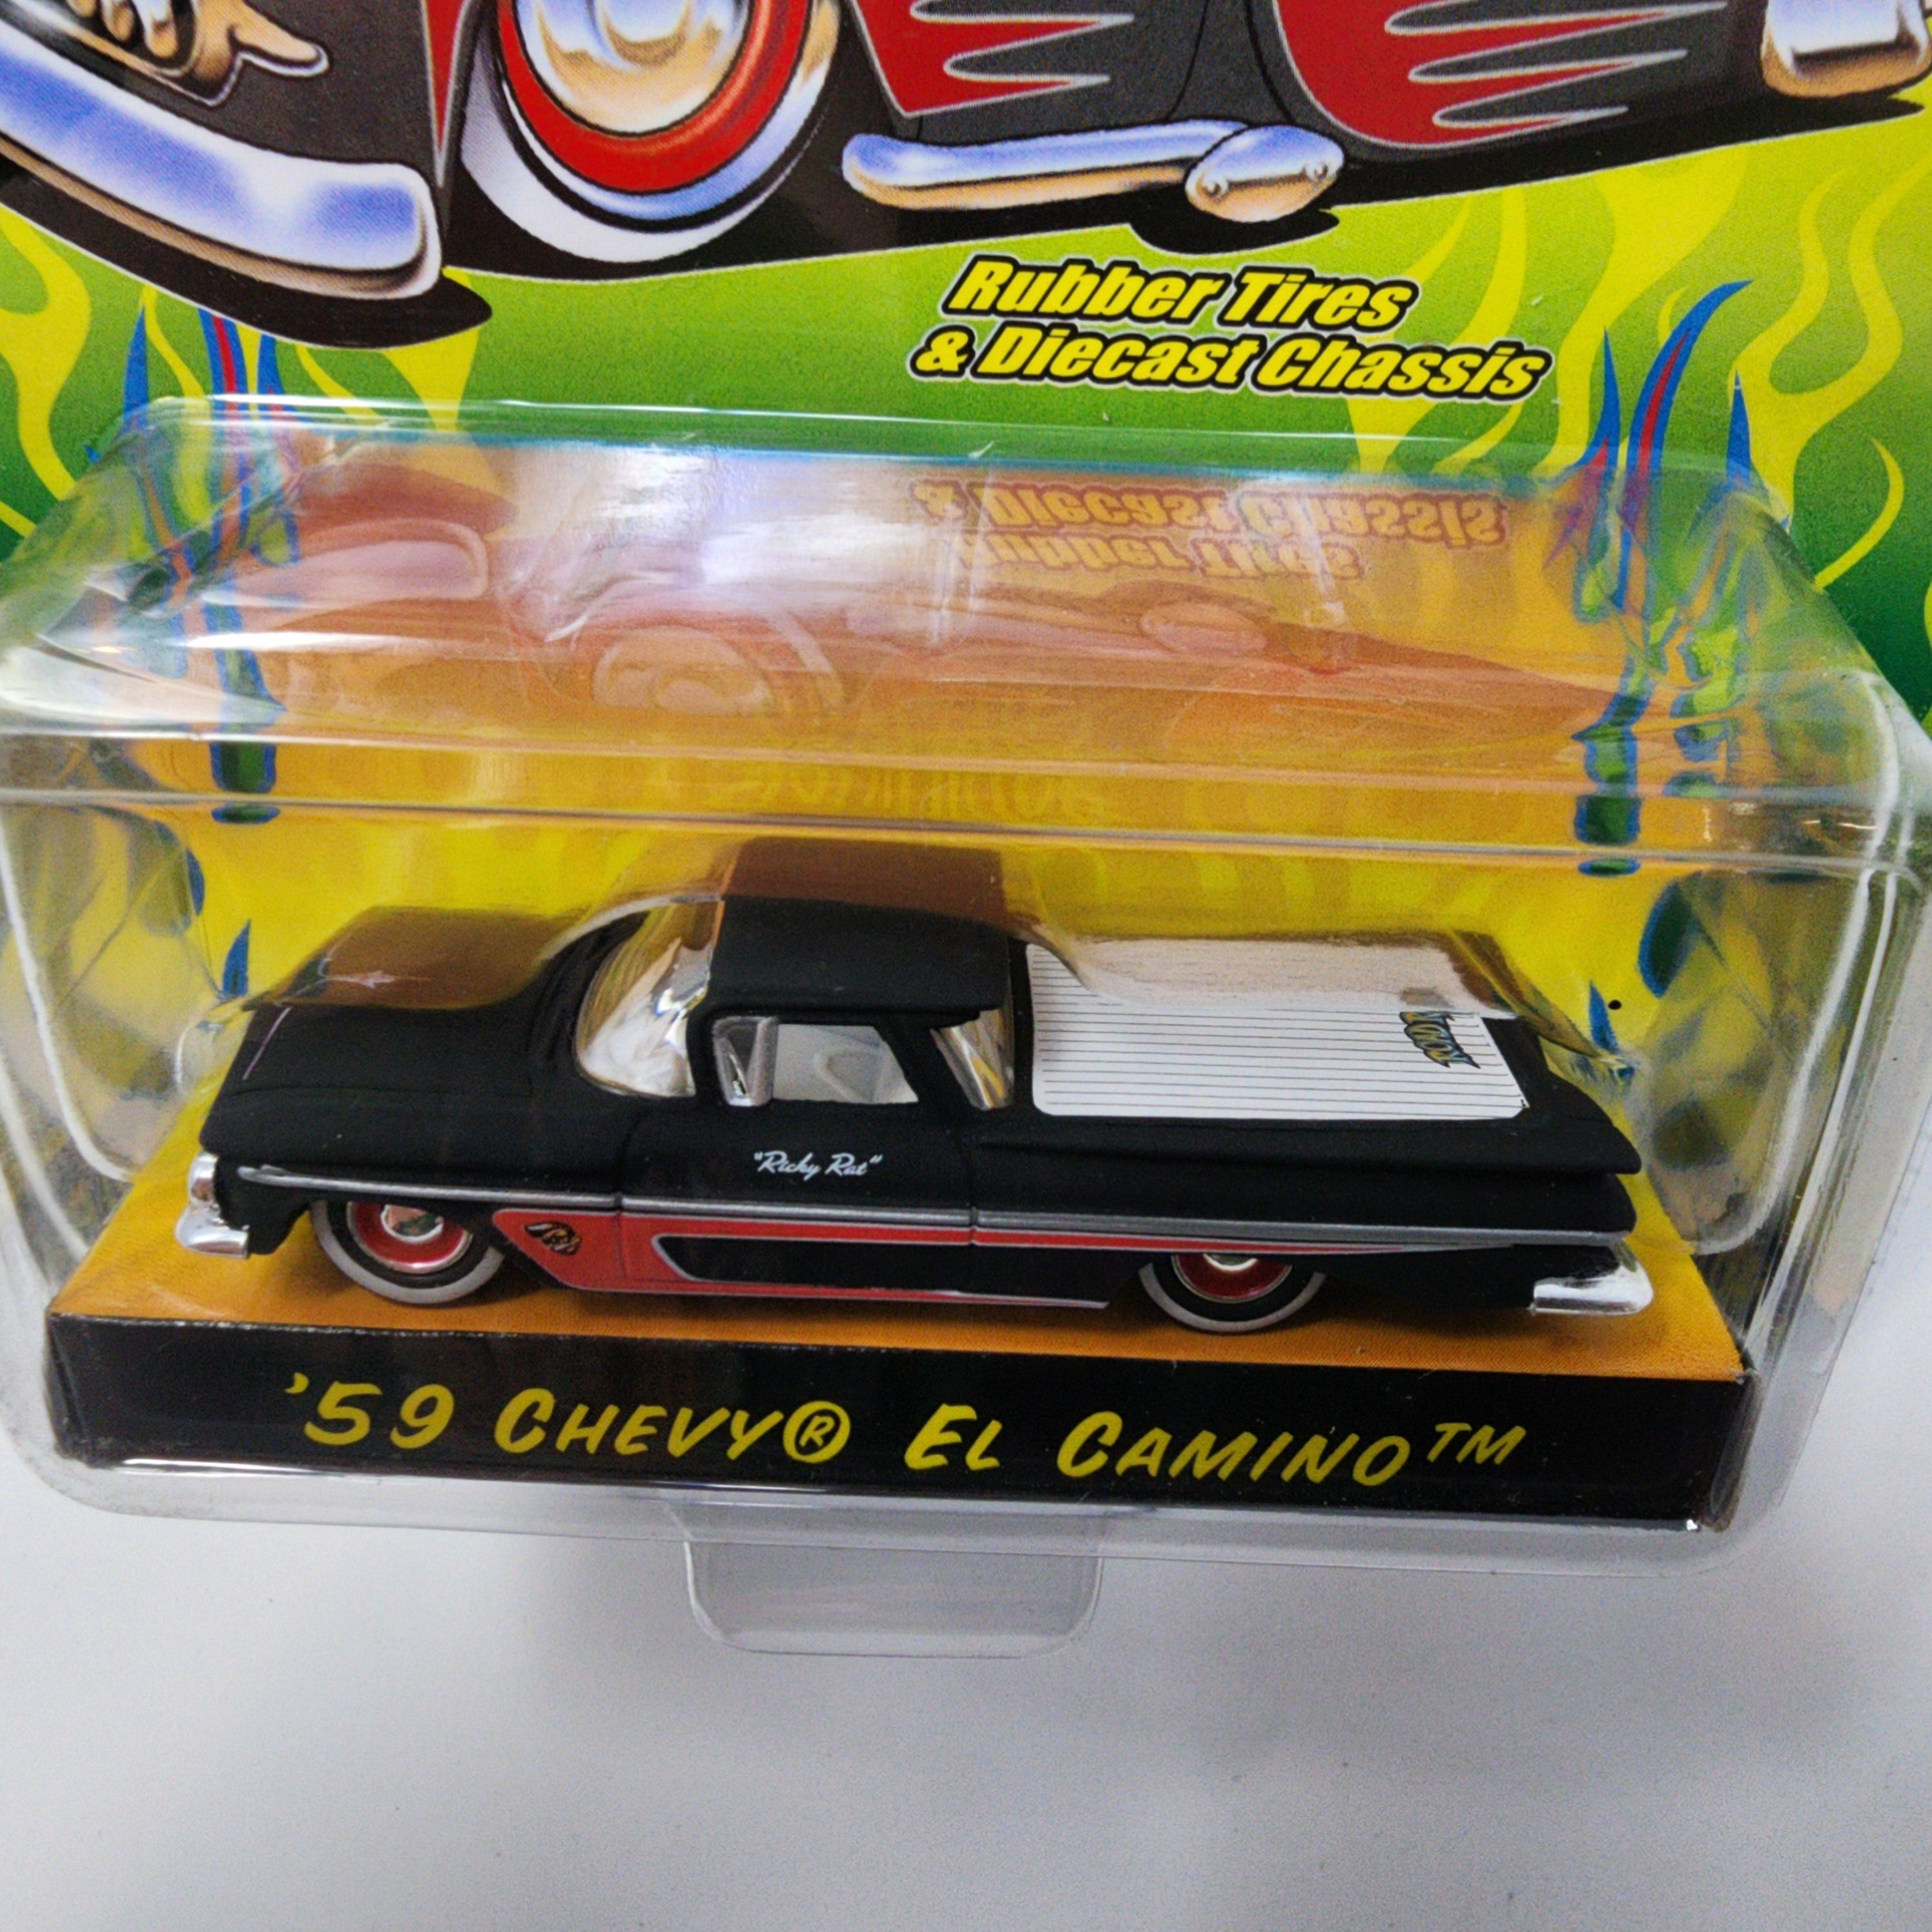 Rubber Tires
& Diecast Chassis
"Ricky Rat"
'59 CHEVY® EL CAMINO™